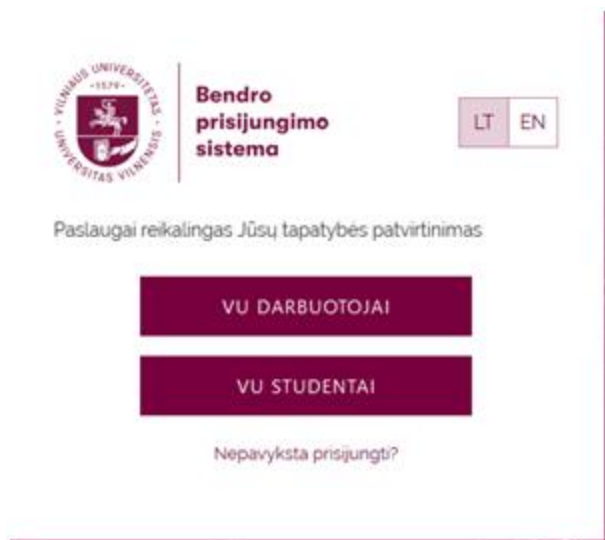 VILNIAUS UNIVERSITETAS
·1579·
UNIVERSITAS VILNENSIS
Bendro
prisijungimo
sistema
LT EN
Paslaugai reikalingas Jūsų tapatybės patvirtinimas
VU DARBUOTOJAI
VU STUDENTAI
Nepavyksta prisijungti?